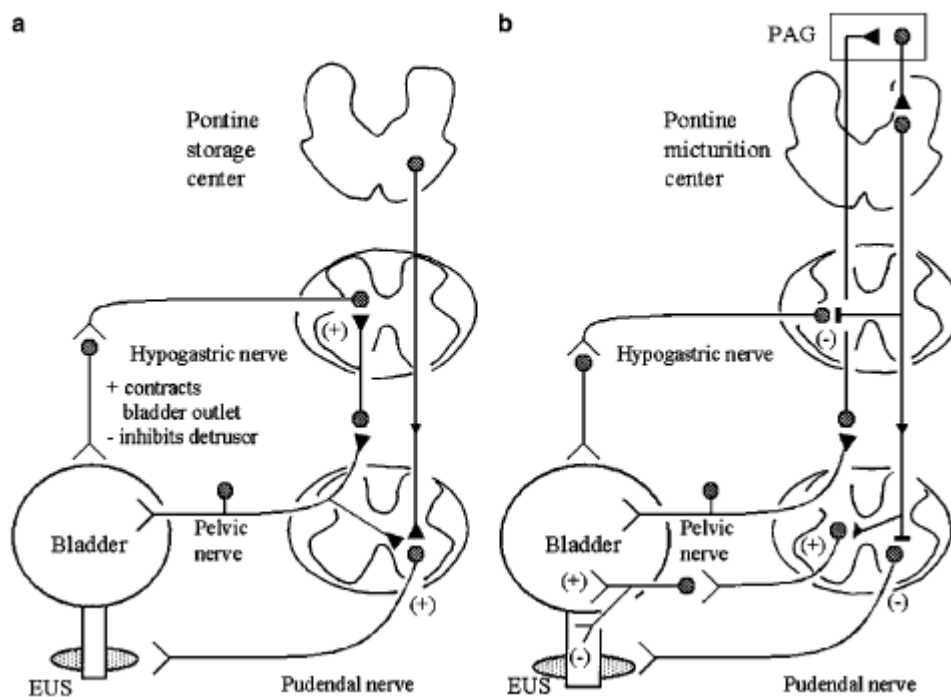 a
Pontine
storage
center
(+)
Hypogastric nerve
+ contracts
bladder outlet
- inhibits detrusor
Bladder
Pelvic
nerve
(+)
EUS
Pudendal nerve
b
PAG
Pontine
micturition
center
(-)
Hypogastric nerve
Bladder
Pelvic
nerve
(+)
(+)
(-)
(-)
EUS
Pudendal nerve